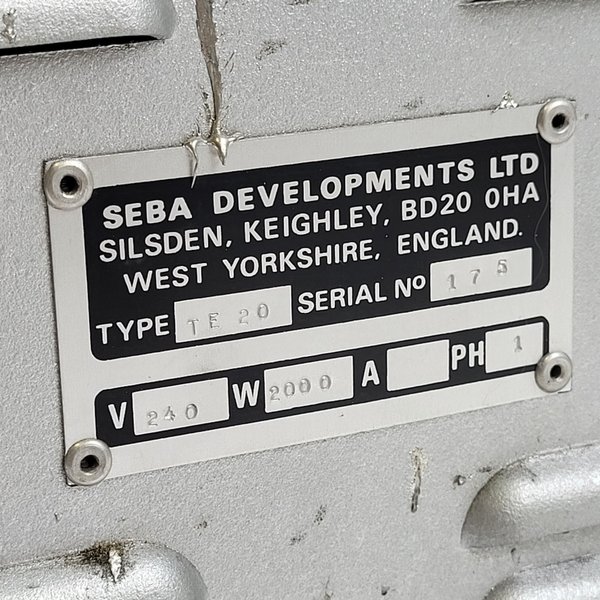 SEBA DEVELOPMENTS LTD
SILSDEN, KEIGHLEY, BD20 0HA
WEST YORKSHIRE, ENGLAND.
TYPE TE 20 SERIAL Nº 175
V 240 W 2000 A PH 1